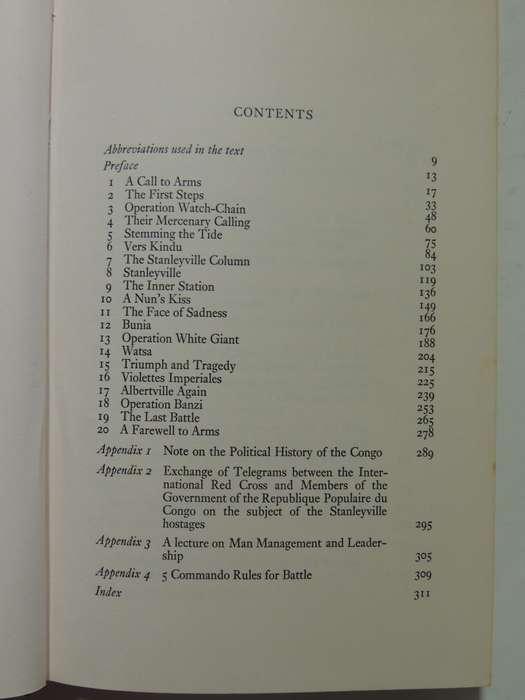 CONTENTS
Abbreviations used in the text 9
Preface 13
1 A Call to Arms 17
2 The First Steps 33
3 Operation Watch-Chain 48
4 Their Mercenary Calling 60
5 Stemming the Tide 75
6 Vers Kindu 84
7 The Stanleyville Column 103
8 Stanleyville 119
9 The Inner Station 136
10 A Nun's Kiss 149
11 The Face of Sadness 166
12 Bunia 176
13 Operation White Giant 188
14 Watsa 204
15 Triumph and Tragedy 215
16 Violettes Imperiales 225
17 Albertville Again 239
18 Operation Banzi 253
19 The Last Battle 265
20 A Farewell to Arms 278
Appendix 1 Note on the Political History of the Congo 289
Appendix 2 Exchange of Telegrams between the Inter-
national Red Cross and Members of the
Government of the Republique Populaire du
Congo on the subject of the Stanleyville
hostages 295
Appendix 3 A lecture on Man Management and Leader-
ship 305
Appendix 4 5 Commando Rules for Battle 309
Index 311